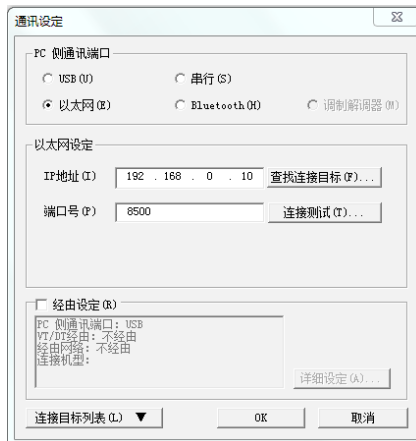 通讯设定
PC 侧通讯端口
USB(U) 串行(S)
以太网(E) Bluetooth(H) 调制解调器(M)
以太网设定
IP地址(I) 192 . 168 . 0 . 10 查找连接目标(F)...
端口号(P) 8500 连接测试(T)...
经由设定(R)
PC 侧通讯端口: USB
VT/DT经由: 不经由
经由网络: 不经由
连接机型:
详细设定(A)...
连接目标列表(L) ▼ OK 取消